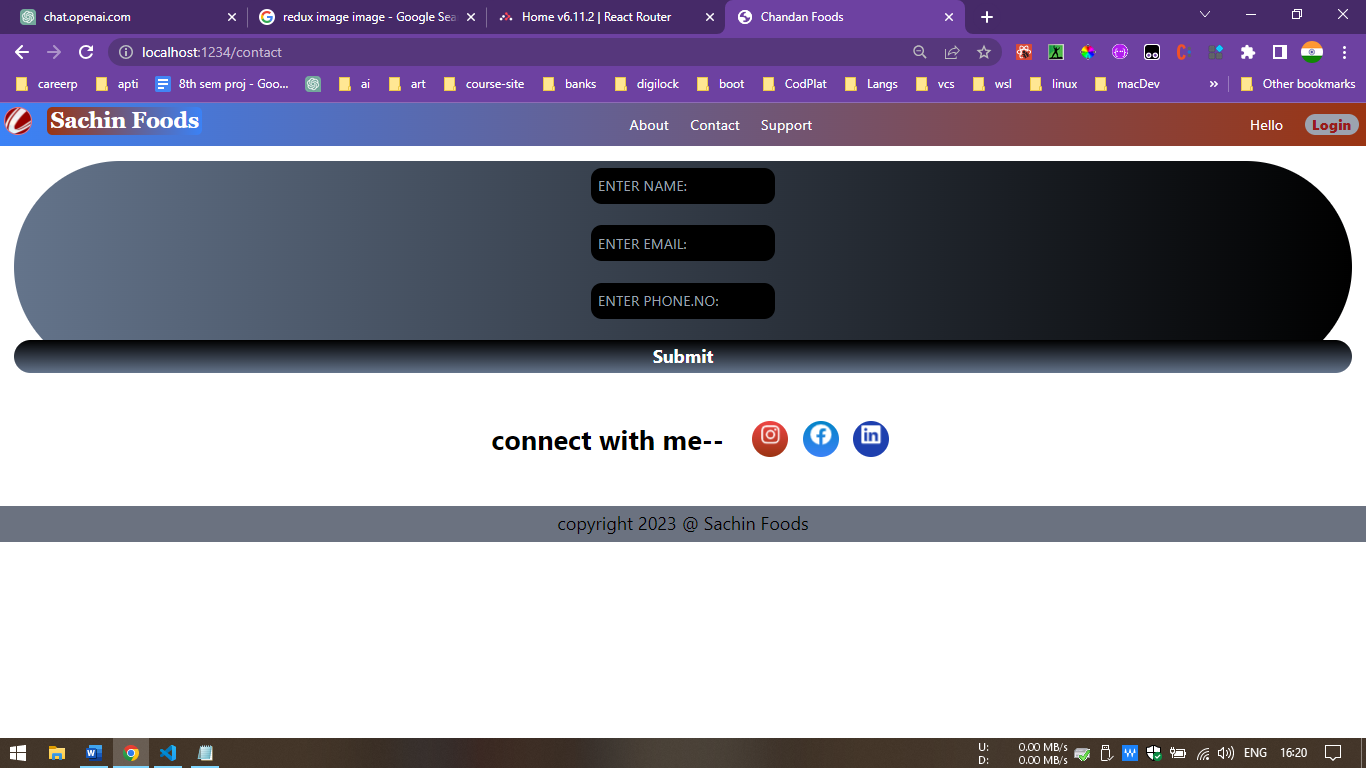 chat.openai.com
redux image image - Google Sea
Home v6.11.2 | React Router
Chandan Foods
localhost:1234/contact
careerp apti 8th sem proj - Goo... ai art course-site banks digilock boot CodPlat Langs vcs wsl linux macDev » Other bookmarks
Sachin Foods About Contact Support Hello Login
ENTER NAME:
ENTER EMAIL:
ENTER PHONE.NO:
Submit
connect with me--
copyright 2023 @ Sachin Foods
U: 0.00 MB/s
D: 0.00 MB/s
ENG 16:20